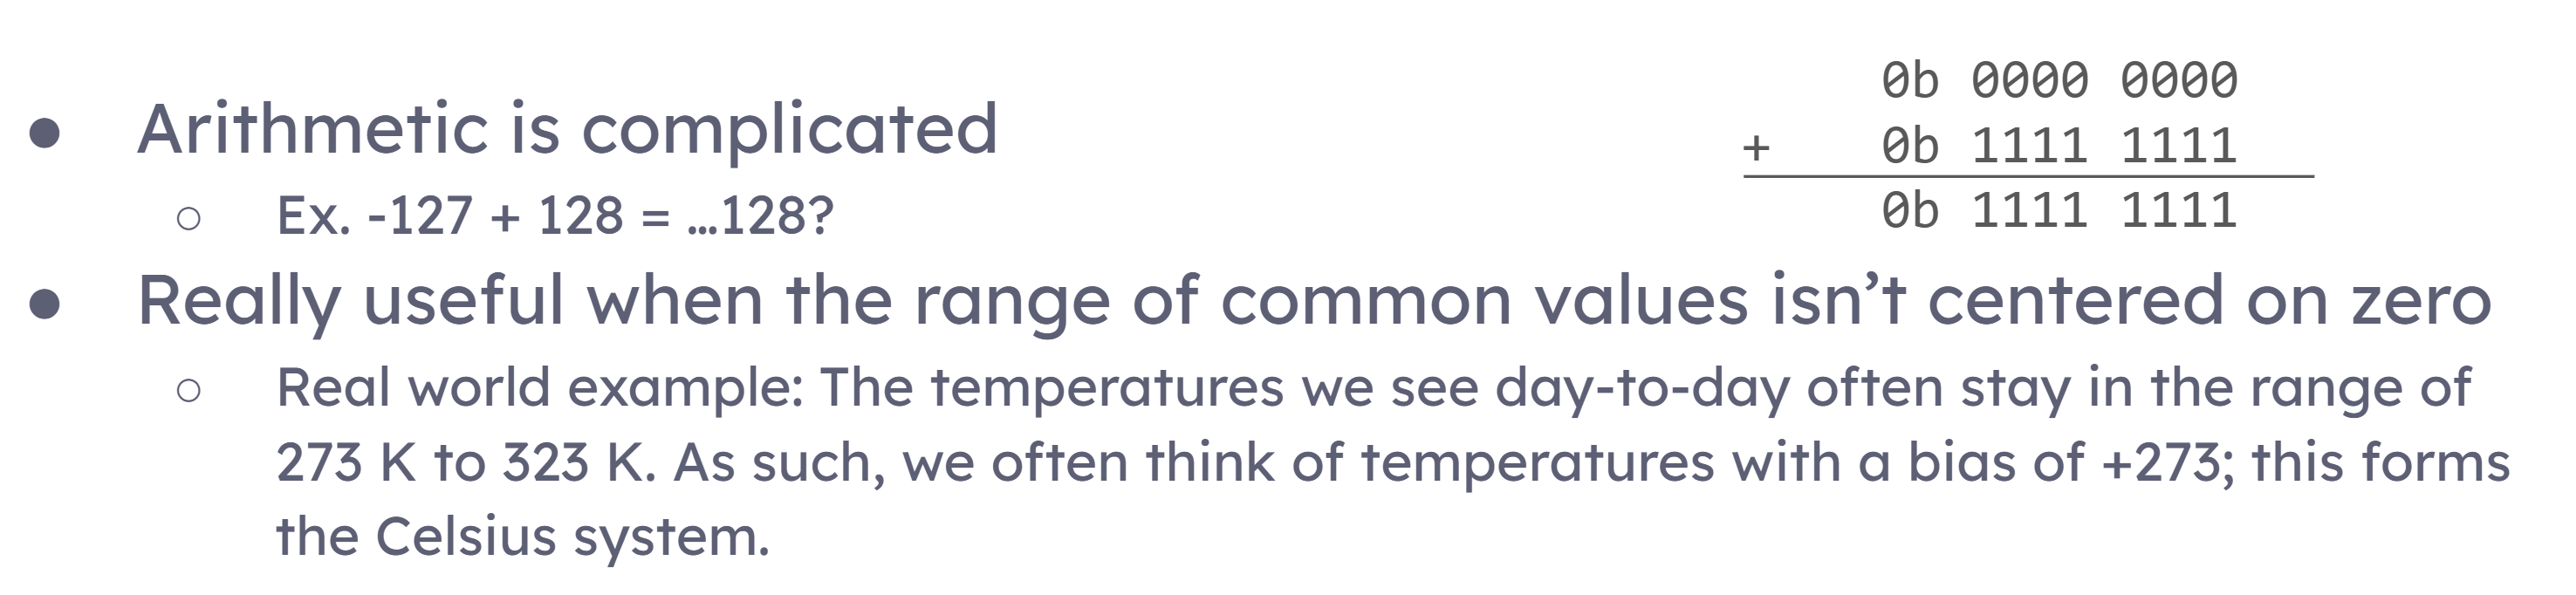 ● Arithmetic is complicated
○ Ex. -127 + 128 = …128?
0b 0000 0000
+ 0b 1111 1111
0b 1111 1111
● Really useful when the range of common values isn’t centered on zero
○ Real world example: The temperatures we see day-to-day often stay in the range of
273 K to 323 K. As such, we often think of temperatures with a bias of +273; this forms
the Celsius system.